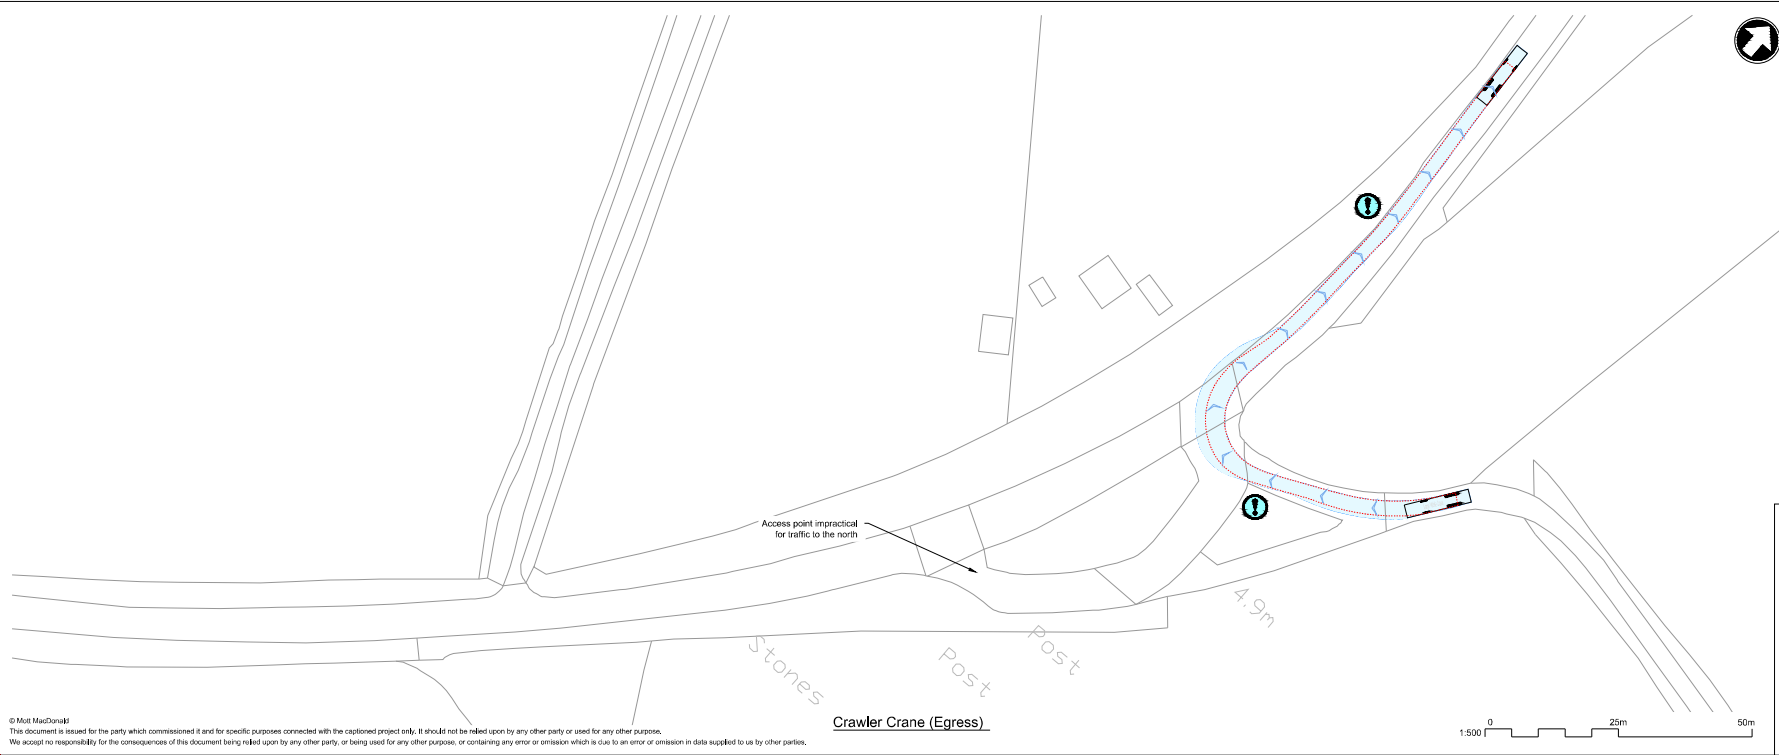 Access point impractical
for traffic to the north
4.9m
Post
Stones
Post
© Mott MacDonald
This document is issued for the party which commissioned it and for specific purposes connected with the captioned project only. It should not be relied upon by any other party or used for any other purpose.
We accept no responsibility for the consequences of this document being relied upon by any other party, or being used for any other purpose, or containing any error or omission which is due to an error or omission in data supplied to us by other parties.
Crawler Crane (Egress)
0 25m 50m
1:500